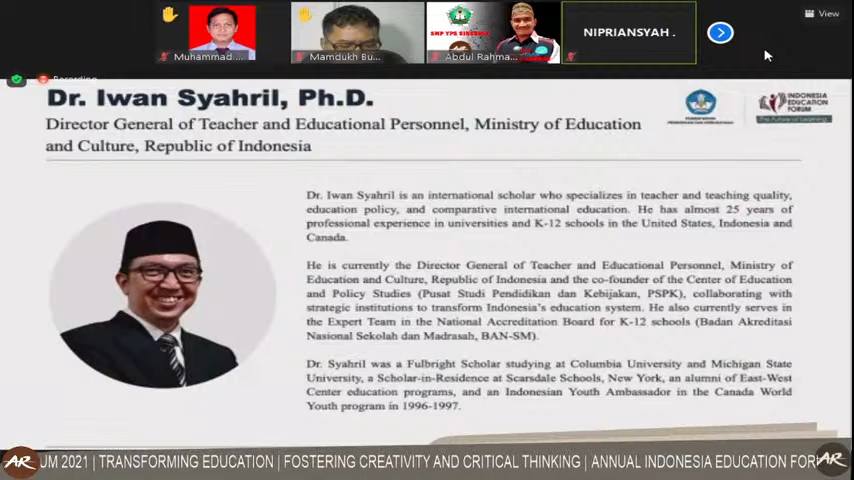 View
Muhammad....
Mamdukh Bu...
SMP YPS SINGKOLE
Abdul Rahma...
NIPRIANSYAH .
Recording
Dr. Iwan Syahril, Ph.D.
Director General of Teacher and Educational Personnel, Ministry of Education
and Culture, Republic of Indonesia
INDONESIA
EDUCATION
FORUM
The Future of Learning
Dr. Iwan Syahril is an international scholar who specializes in teacher and teaching quality,
education policy, and comparative international education. He has almost 25 years of
professional experience in universities and K-12 schools in the United States, Indonesia and
Canada.
He is currently the Director General of Teacher and Educational Personnel, Ministry of
Education and Culture, Republic of Indonesia and the co-founder of the Center of Education
and Policy Studies (Pusat Studi Pendidikan dan Kebijakan, PSPK), collaborating with
strategic institutions to transform Indonesia's education system. He also currently serves in
the Expert Team in the National Accreditation Board for K-12 schools (Badan Akreditasi
Nasional Sekolah dan Madrasah, BAN-SM).
Dr. Syahril was a Fulbright Scholar studying at Columbia University and Michigan State
University, a Scholar-in-Residence at Scarsdale Schools, New York, an alumni of East-West
Center education programs, and an Indonesian Youth Ambassador in the Canada World
Youth program in 1996-1997.
AR
UM 2021 | TRANSFORMING EDUCATION | FOSTERING CREATIVITY AND CRITICAL THINKING | ANNUAL INDONESIA EDUCATION FOR
AR